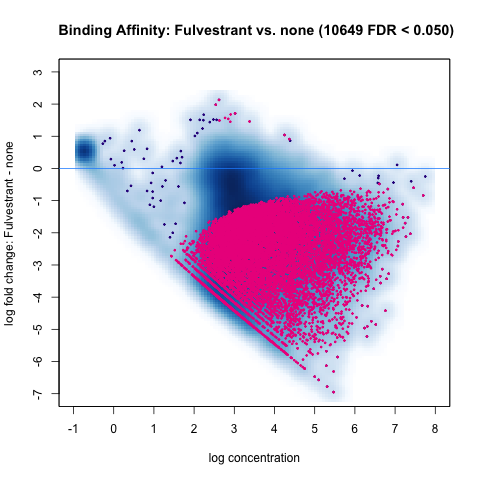 Binding Affinity: Fulvestrant vs. none (10649 FDR < 0.050)
log fold change: Fulvestrant - none
3
2
1
0
-1
-2
-3
-4
-5
-6
-7
-1 0 1 2 3 4 5 6 7 8
log concentration